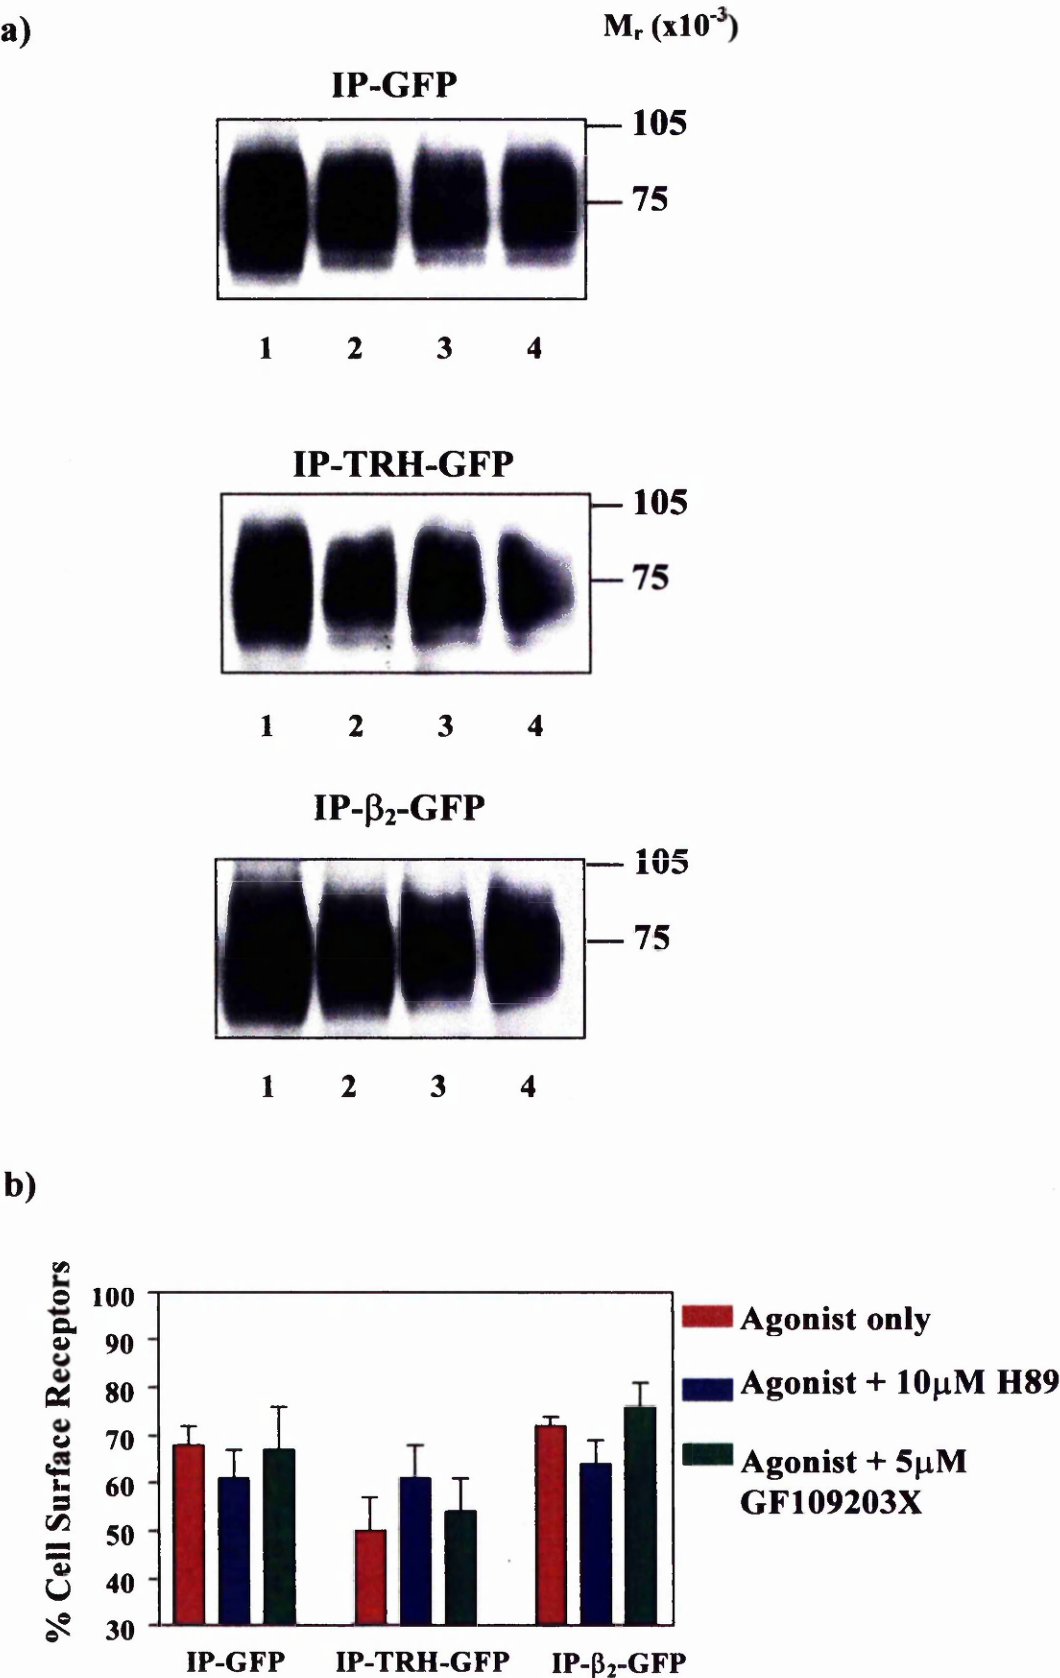 a)
Mr (x10-3)
IP-GFP
105
75
1 2 3 4
IP-TRH-GFP
105
75
1 2 3 4
IP-β2-GFP
105
75
1 2 3 4
b)
% Cell Surface Receptors
100
90
80
70
60
50
40
30
IP-GFP IP-TRH-GFP IP-β2-GFP
Agonist only
Agonist + 10µM H89
Agonist + 5µM
GF109203X